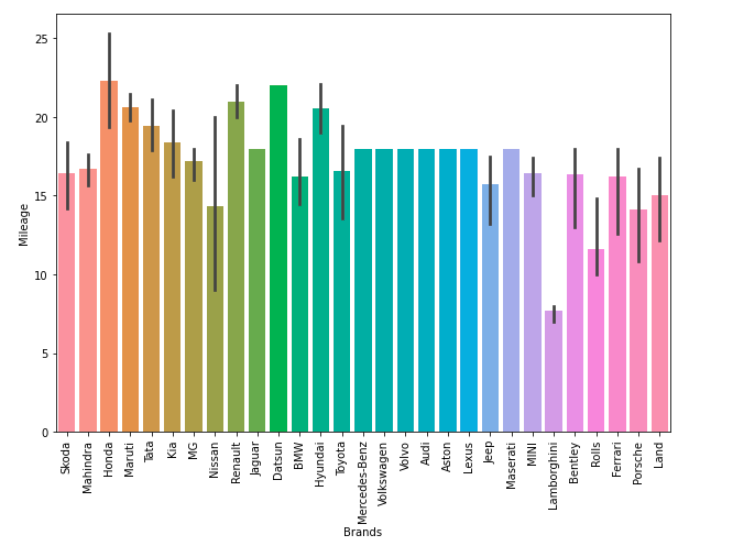 25
20
15
10
5
0
Mileage
Skoda
Mahindra
Honda
Maruti
Tata
Kia
MG
Nissan
Renault
Jaguar
Datsun
BMW
Hyundai
Toyota
Mercedes-Benz
Volkswagen
Volvo
Audi
Aston
Lexus
Jeep
Maserati
MINI
Lamborghini
Bentley
Rolls
Ferrari
Porsche
Land
Brands